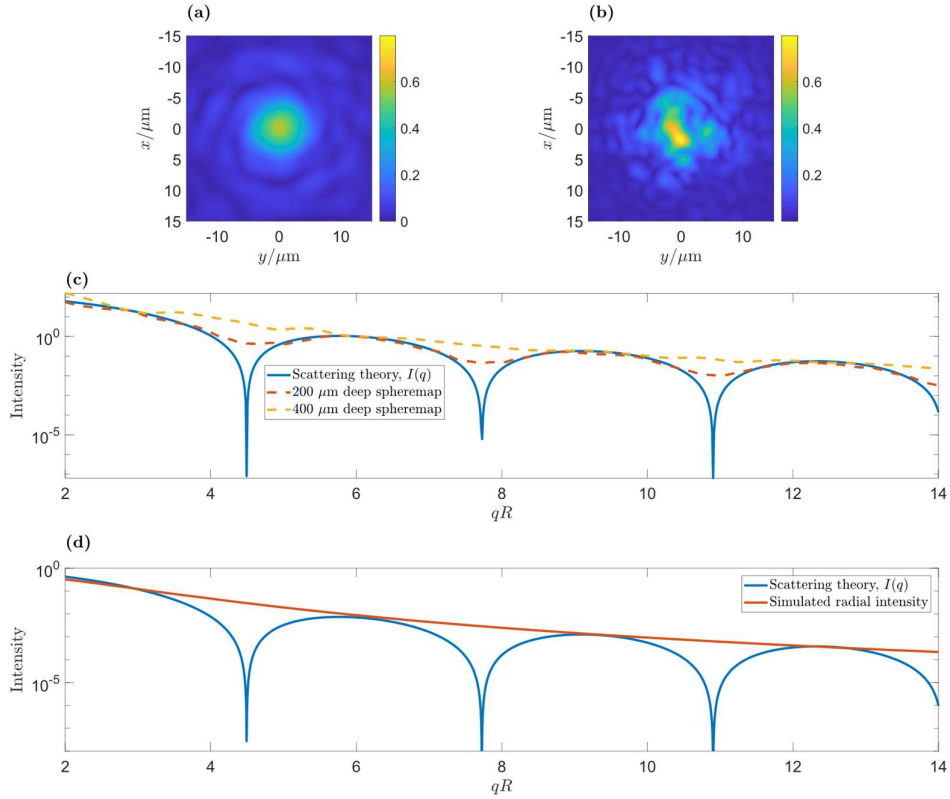 (a)
(b)
-15
-10
-5
0
5
10
15
x/μm
-10
0
10
y/μm
0.6
0.4
0.2
0
-15
-10
-5
0
5
10
15
x/μm
-10
0
10
y/μm
0.6
0.4
0.2
(c)
10^0
10^-5
Intensity
Scattering theory, I(q)
200 μm deep spheremap
400 μm deep spheremap
2
4
6
8
10
12
14
qR
(d)
10^0
10^-5
Intensity
Scattering theory, I(q)
Simulated radial intensity
2
4
6
8
10
12
14
qR